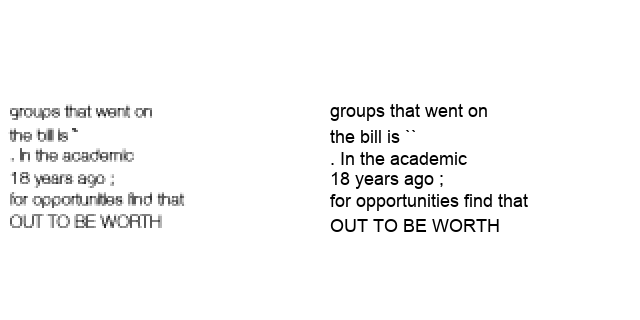 groups that went on
the bill is ``
. In the academic
18 years ago ;
for opportunities find that
OUT TO BE WORTH
groups that went on
the bill is ``
. In the academic
18 years ago ;
for opportunities find that
OUT TO BE WORTH